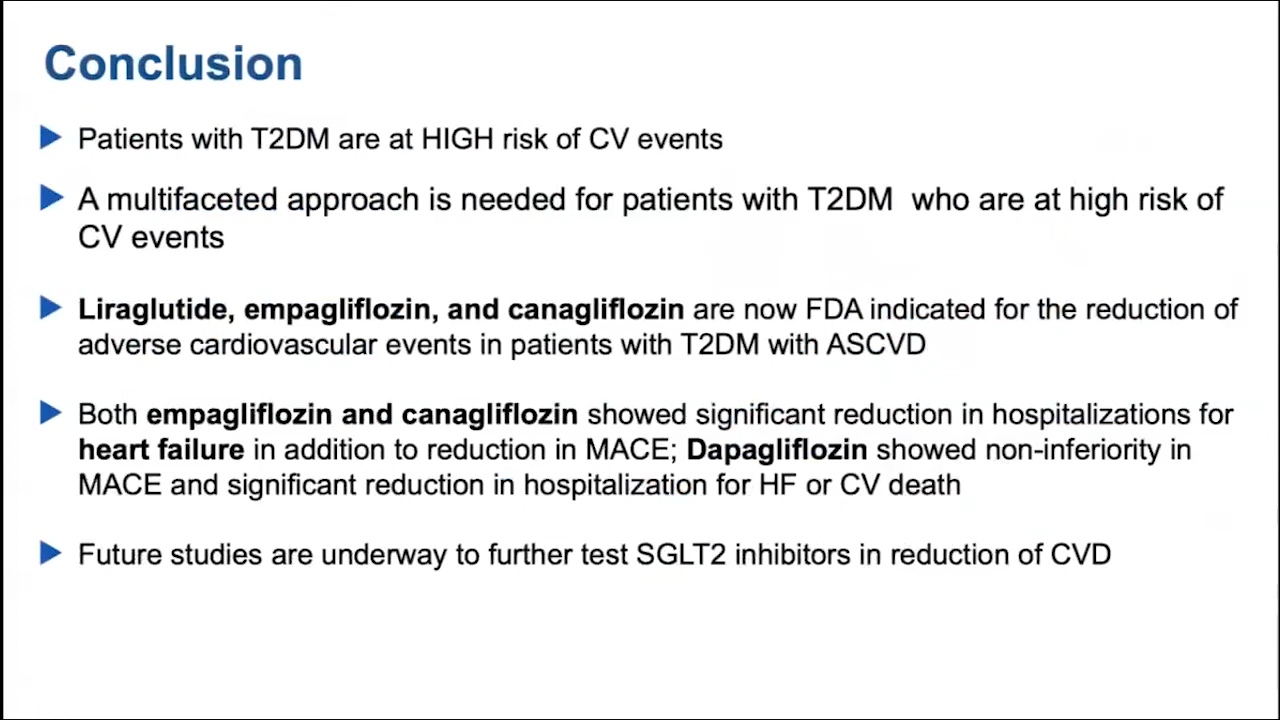 Conclusion
Patients with T2DM are at HIGH risk of CV events
A multifaceted approach is needed for patients with T2DM  who are at high risk of
CV events
Liraglutide, empagliflozin, and canagliflozin are now FDA indicated for the reduction of
adverse cardiovascular events in patients with T2DM with ASCVD
Both empagliflozin and canagliflozin showed significant reduction in hospitalizations for
heart failure in addition to reduction in MACE; Dapagliflozin showed non-inferiority in
MACE and significant reduction in hospitalization for HF or CV death
Future studies are underway to further test SGLT2 inhibitors in reduction of CVD